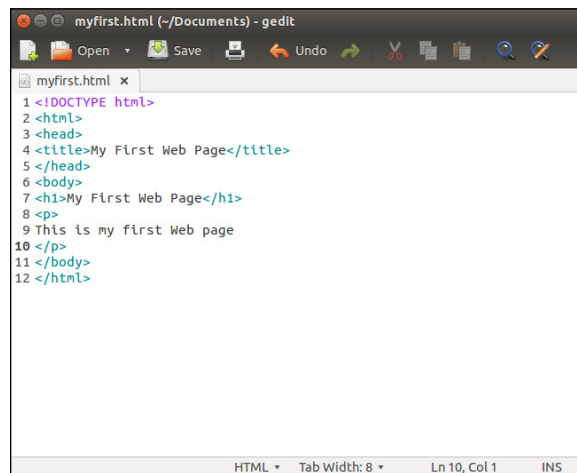 myfirst.html (~/Documents) - gedit
Open Save Undo
myfirst.html ×
1 <!DOCTYPE html>
2 <html>
3 <head>
4 <title>My First Web Page</title>
5 </head>
6 <body>
7 <h1>My First Web Page</h1>
8 <p>
9 This is my first Web page
10 </p>
11 </body>
12 </html>
HTML Tab Width: 8 Ln 10, Col 1 INS